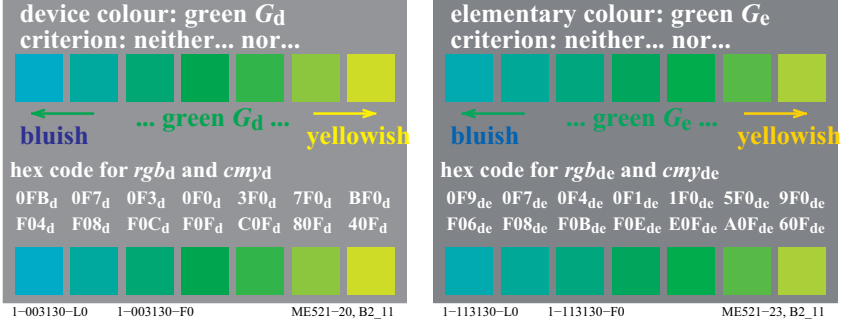 device colour: green Gd
criterion: neither... nor...
... green Gd ...
bluish yellowish
hex code for rgbd and cmyd
0FBd 0F7d 0F3d 0F0d 3F0d 7F0d BF0d
F04d F08d F0Cd F0Fd C0Fd 80Fd 40Fd
1-003130-L0 1-003130-F0 ME521-20, B2_11
elementary colour: green Ge
criterion: neither... nor...
... green Ge ...
bluish yellowish
hex code for rgbde and cmyde
0F9de 0F7de 0F4de 0F1de 1F0de 5F0de 9F0de
F06de F08de F0Bde F0Ede E0Fde A0Fde 60Fde
1-113130-L0 1-113130-F0 ME521-23, B2_11